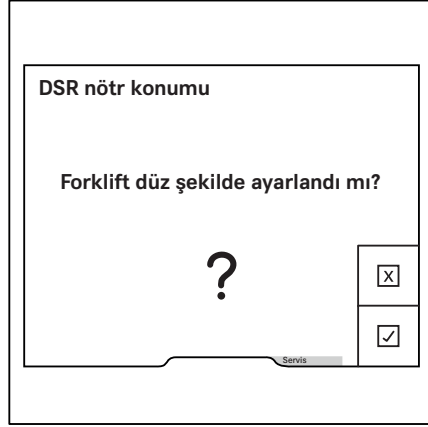 DSR nötr konumu
Forklift düz şekilde ayarlandı mı?
?
X
Servis